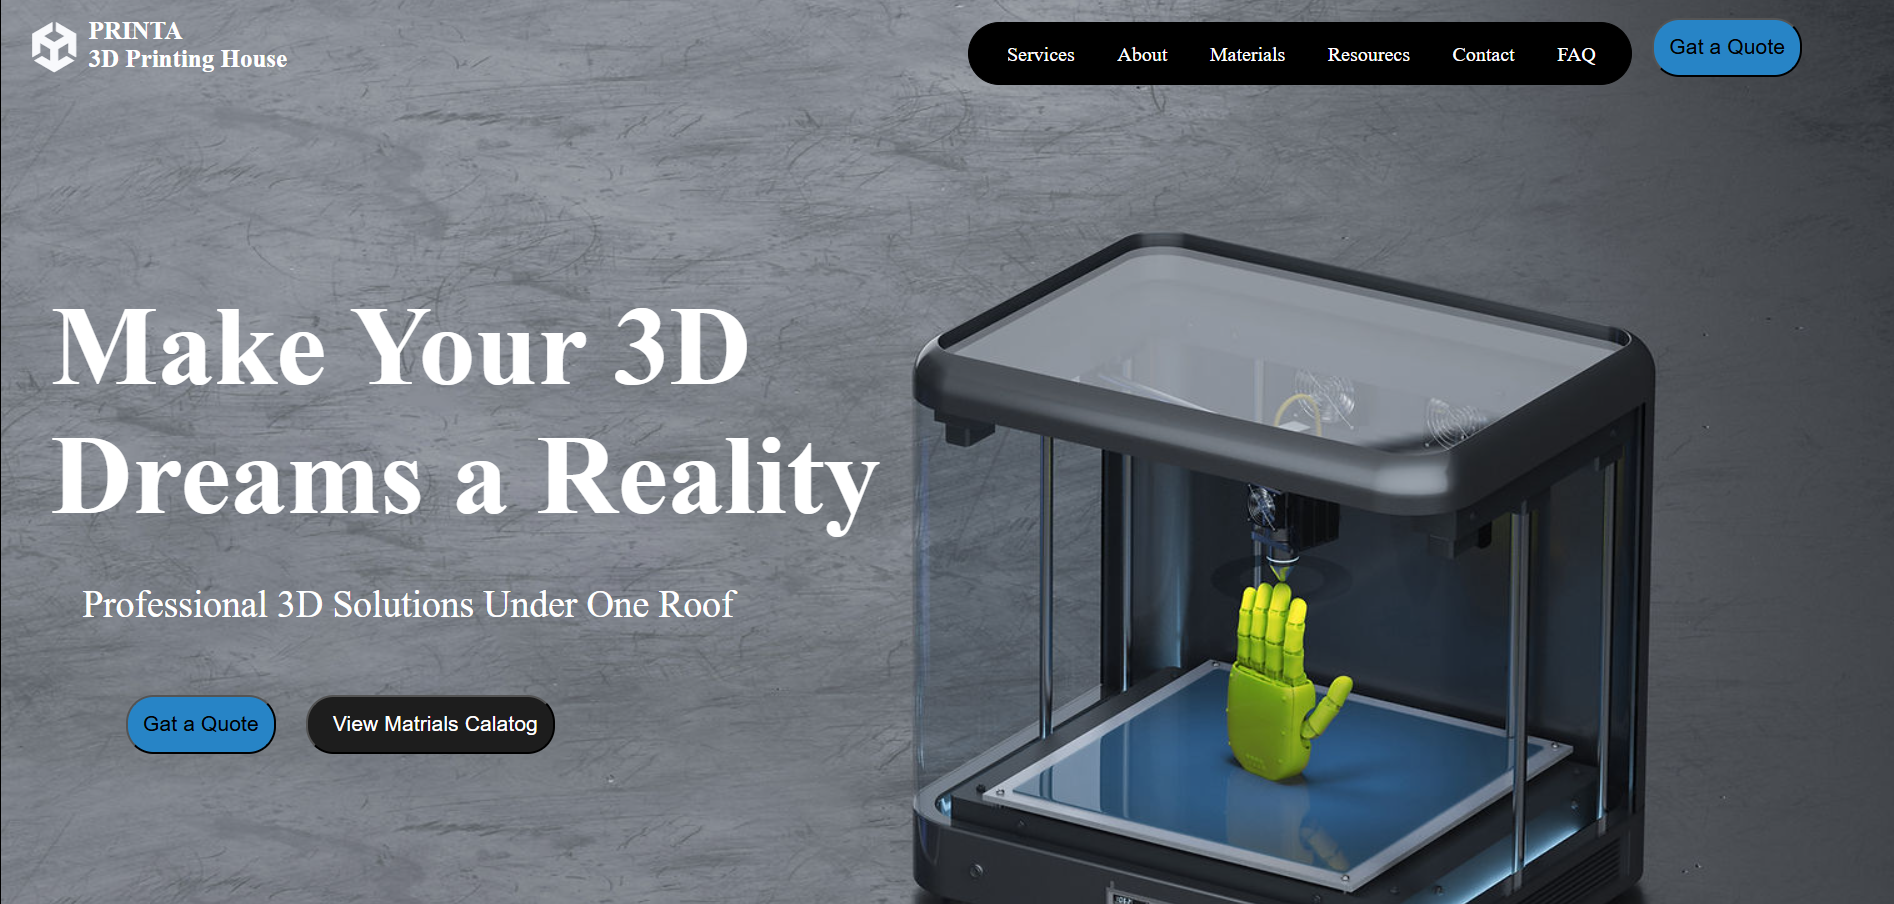 PRINTA
3D Printing House
Services About Materials Resourecs Contact FAQ
Gat a Quote
Make Your 3D
Dreams a Reality
Professional 3D Solutions Under One Roof
Gat a Quote
View Matrials Calatog